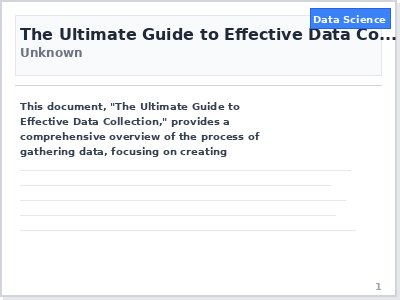 Data Science
The Ultimate Guide to Effective Data Co...
Unknown
This document, "The Ultimate Guide to
Effective Data Collection," provides a
comprehensive overview of the process of
gathering data, focusing on creating
1